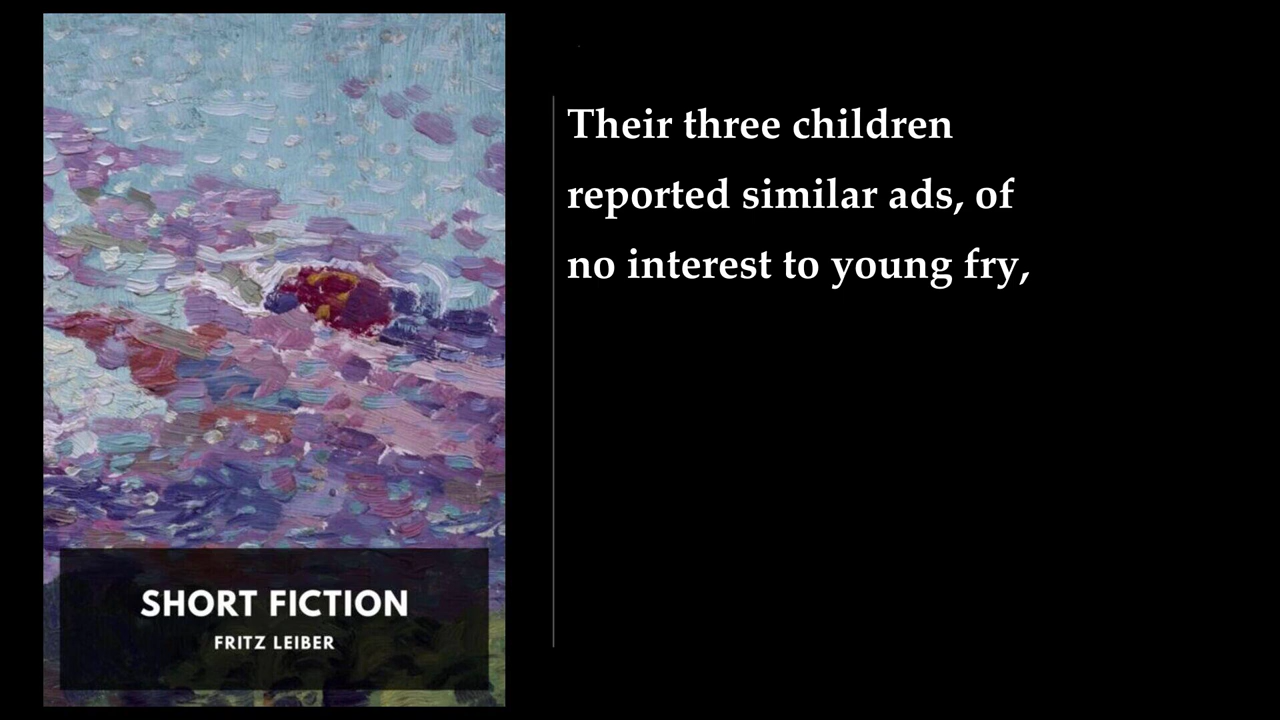 Their three children
reported similar ads, of
no interest to young fry,
SHORT FICTION
FRITZ LEIBER